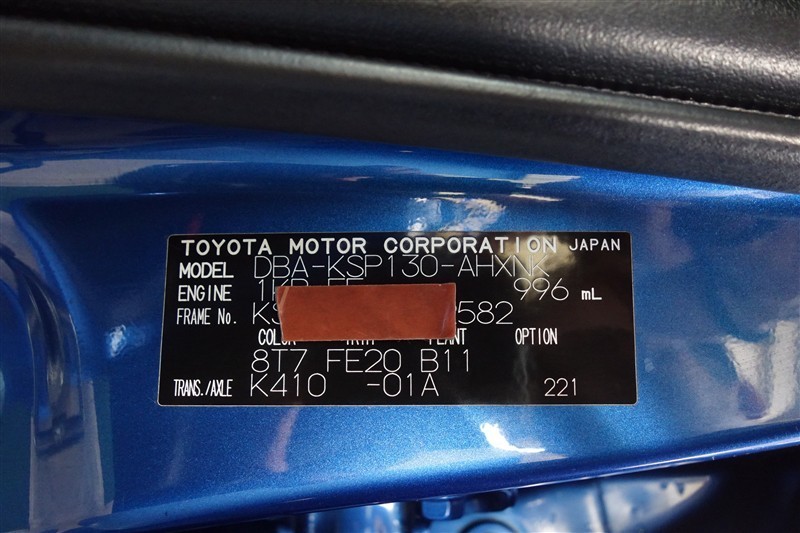 TOYOTA MOTOR CORPORATION JAPAN
MODEL DBA-KSP130-AHXNK
ENGINE 996 mL
FRAME No. 582
COLOR OPTION
8T7 FE20 B11
TRANS./AXLE K410 -01A 221